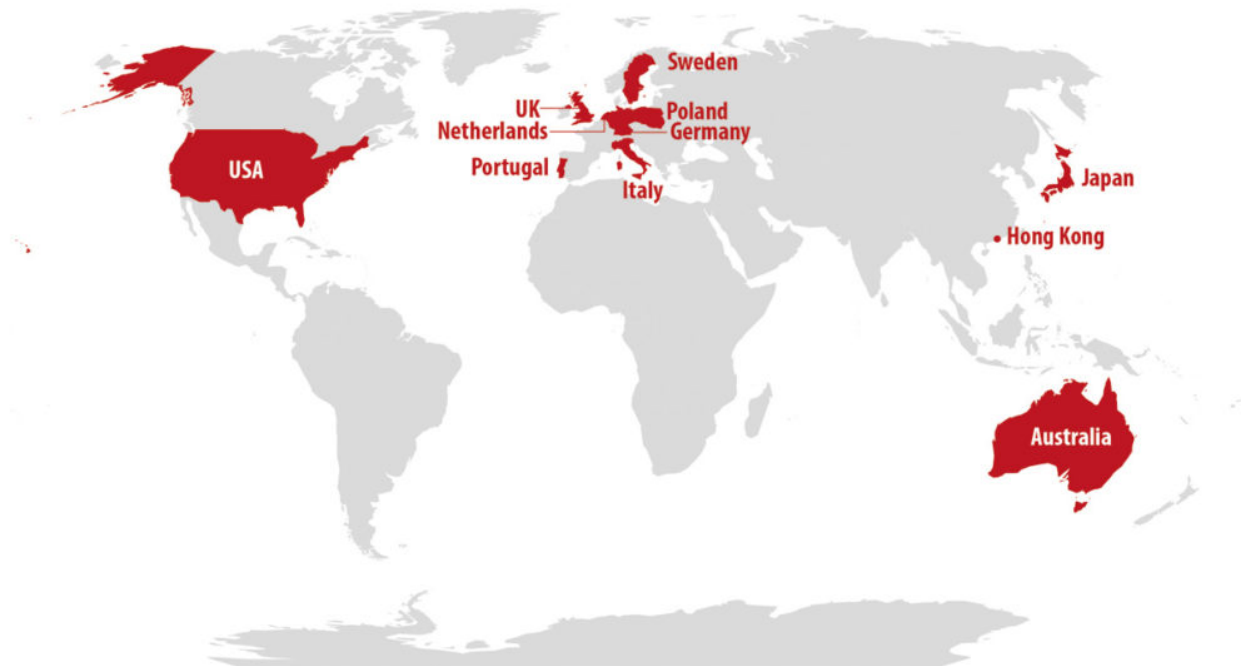 Sweden
UK
Poland
Netherlands
Germany
USA
Portugal
Italy
Japan
Hong Kong
Australia